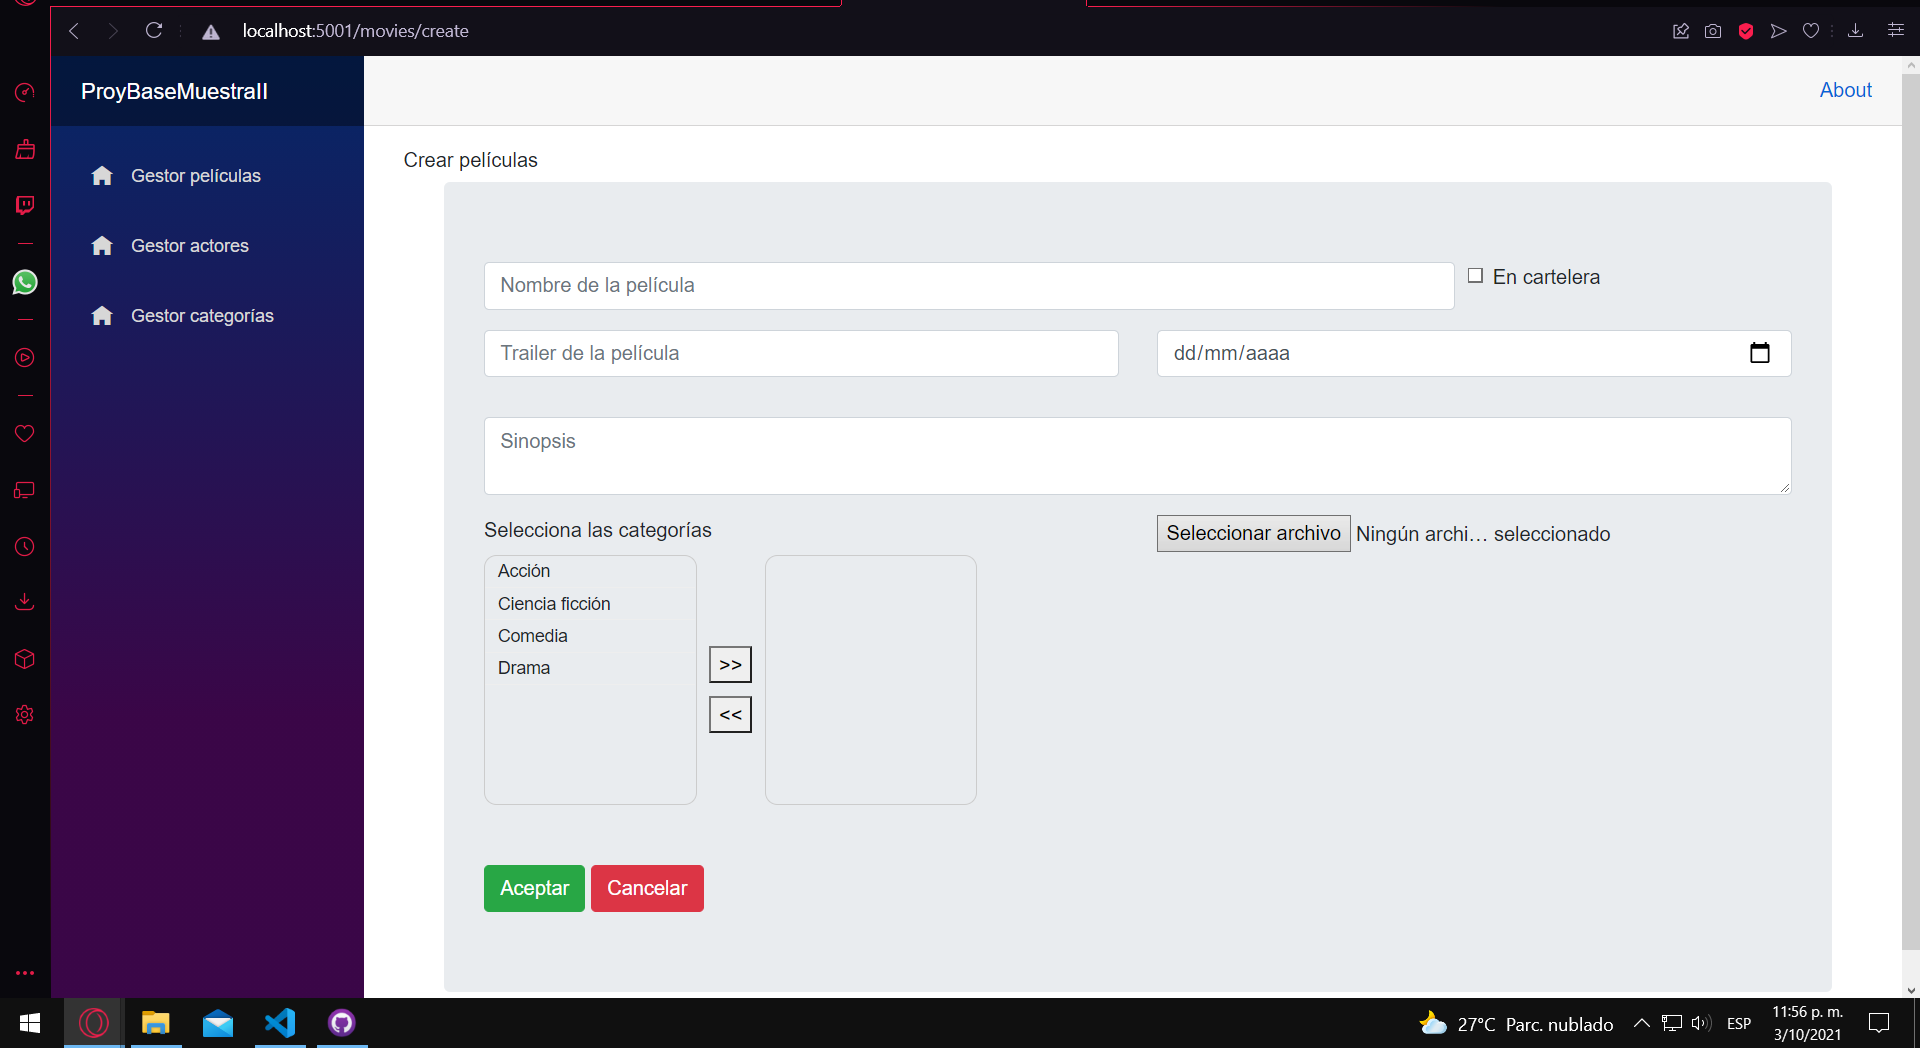 localhost:5001/movies/create
ProyBaseMuestraII
About
Gestor películas
Gestor actores
Gestor categorías
Crear películas
Nombre de la película
En cartelera
Trailer de la película
dd/mm/aaaa
Sinopsis
Selecciona las categorías
Seleccionar archivo Ningún archi... seleccionado
Acción
Ciencia ficción
Comedia
Drama
>>
<<
Aceptar
Cancelar
27°C Parc. nublado
ESP
11:56 p. m.
3/10/2021